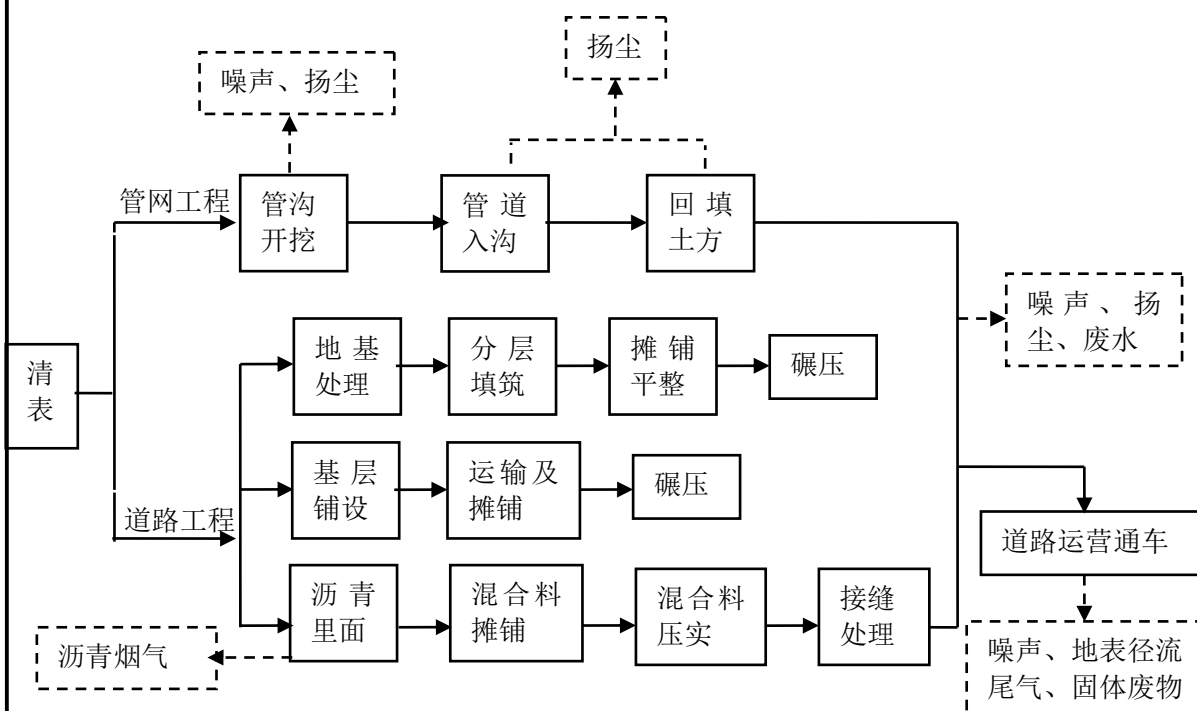 扬尘
噪声、扬尘
管网工程
管沟
开挖
管道
入沟
回填
土方
噪声、扬
尘、废水
清
表
地基
处理
分层
填筑
摊铺
平整
碾压
基层
铺设
运输及
摊铺
碾压
道路工程
道路运营通车
沥青
里面
混合料
摊铺
混合料
压实
接缝
处理
沥青烟气
噪声、地表径流
尾气、固体废物